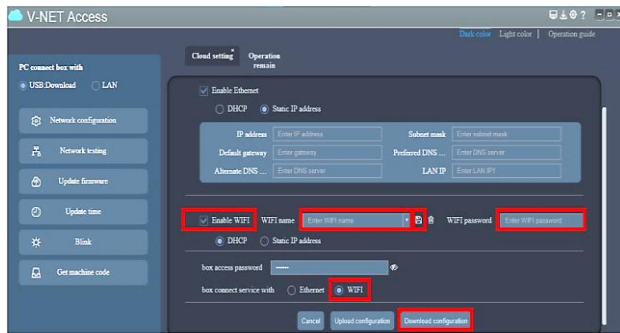 V-NET Access
?
Dark color Light color | Operation guide
PC connect box with
USB Download LAN
Network configuration
Network testing
Update firmware
Update time
Blink
Get machine code
Cloud setting Operation remain
Enable Ethernet
DHCP Static IP address
IP address Enter IP address Subnet mask Enter subnet mask
Default gateway Enter gateway Preferred DNS ... Enter DNS server
Alternate DNS ... Enter DNS server LAN IP Enter LAN IP1
Enable WIFI WIFI name Enter WIFI name WIFI password Enter WIFI password
DHCP Static IP address
box access password ······
box connect service with Ethernet WIFI
Cancel Upload configuration Download configuration